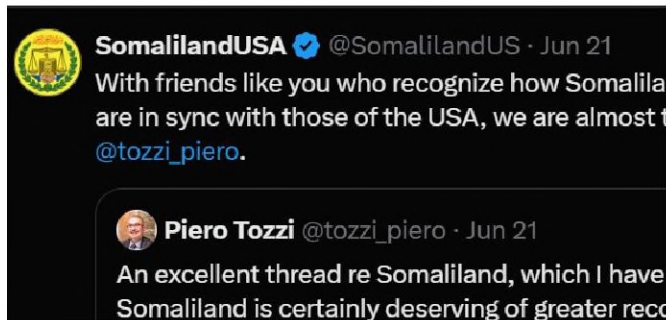 SomalilandUSA @SomalilandUS · Jun 21
With friends like you who recognize how
are in sync with those of the USA, we are almost
@tozzi_piero.
Piero Tozzi @tozzi_piero · Jun 21
An excellent thread re Somaliland, which I have
Somaliland is certainly deserving of greater